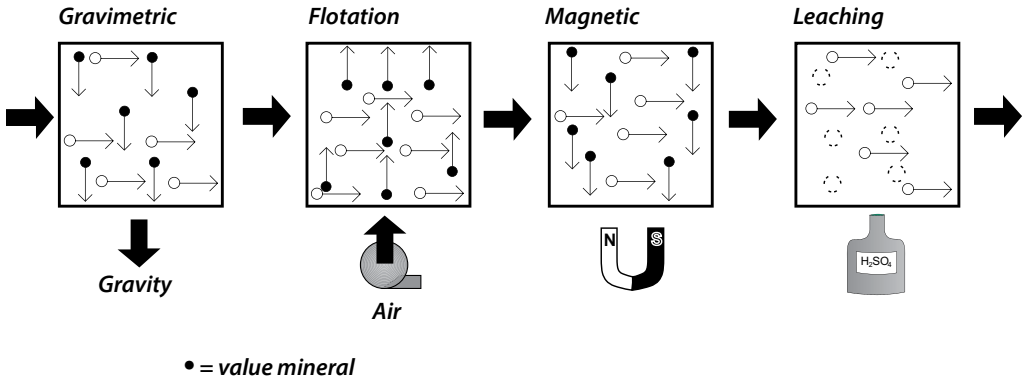 Gravimetric
Flotation
Magnetic
Leaching
N
S
H₂SO₄
Gravity
Air
● = value mineral